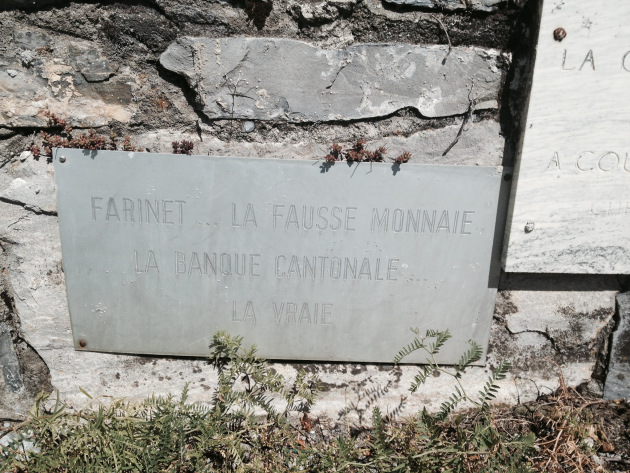 FARINET ... LA FAUSSE MONNAIE
LA BANQUE CANTONALE ...
LA VRAIE
LA
A COU